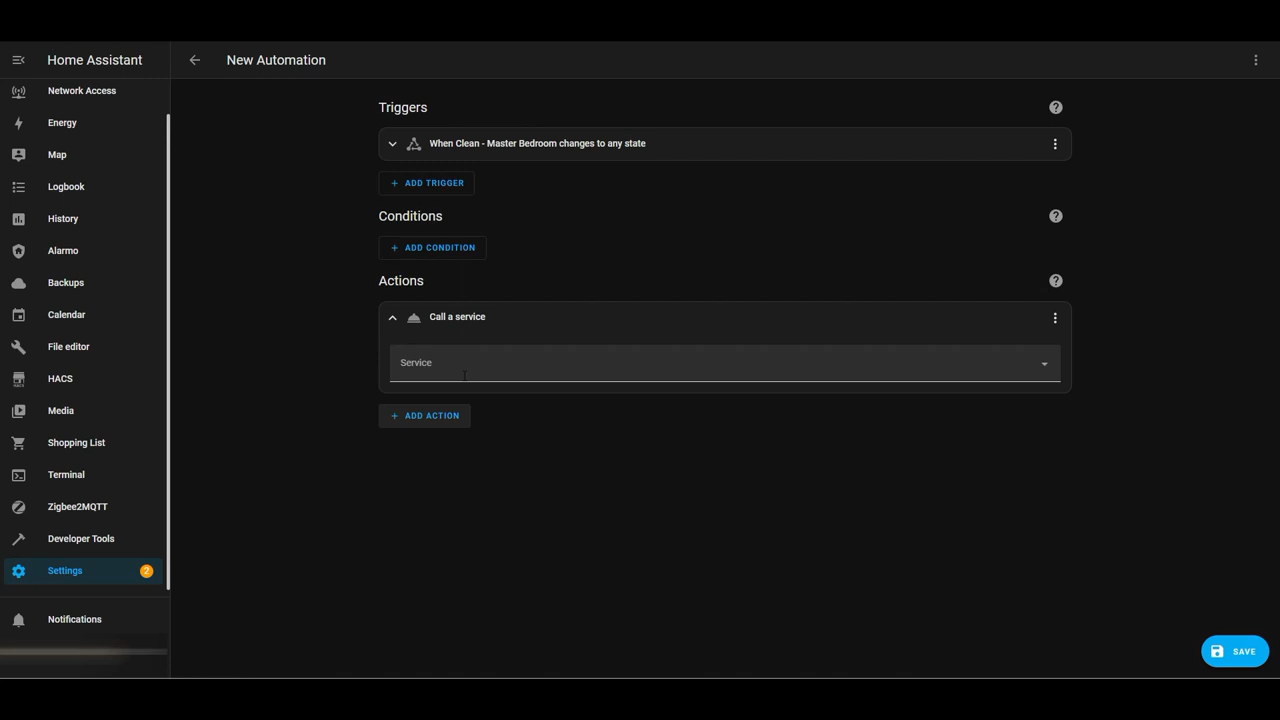 Home Assistant
New Automation
Network Access
Energy
Map
Logbook
History
Alarmo
Backups
Calendar
File editor
HACS
HACS
Media
Shopping List
Terminal
Zigbee2MQTT
Developer Tools
Settings
2
Notifications
Triggers
When Clean - Master Bedroom changes to any state
+ ADD TRIGGER
Conditions
+ ADD CONDITION
Actions
Call a service
Service
+ ADD ACTION
SAVE